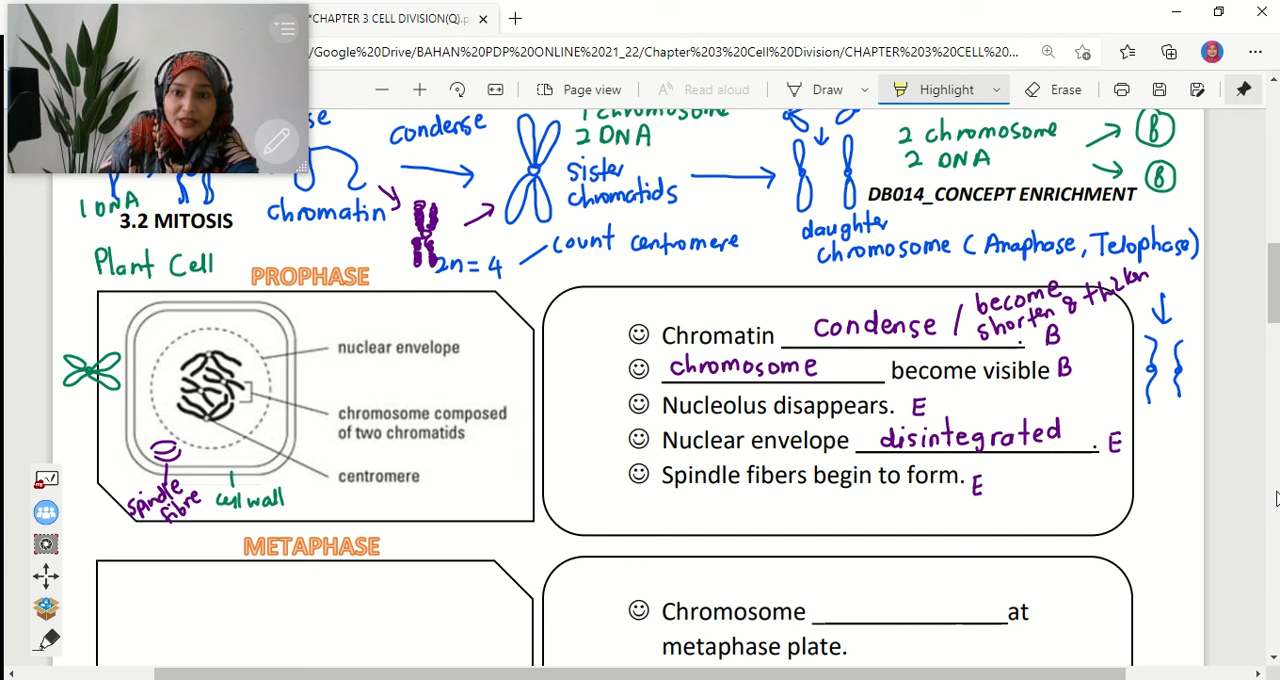 *CHAPTER 3 CELL DIVISION(Q).p
/Google%20Drive/BAHAN%20PDP%20ONLINE%202021_22/Chapter%203%20Cell%20Division/CHAPTER%203%20CELL%20...
Page view
Read aloud
Draw
Highlight
Erase
condense
1 chromosome
2 DNA
sister
chromatids
2 chromosome
2 DNA
B
B
1 DNA
chromatin
DB014_CONCEPT ENRICHMENT
3.2 MITOSIS
daughter
chromosome (Anaphase, Telophase)
count centromere
2n = 4
Plant Cell
PROPHASE
nuclear envelope
chromosome composed
of two chromatids
centromere
spindle
fibre
cell wall
Chromatin condense / become
shorten & thicken . B
chromosome become visible B
Nucleolus disappears. E
Nuclear envelope disintegrated . E
Spindle fibers begin to form. E
METAPHASE
Chromosome ______________at
metaphase plate.